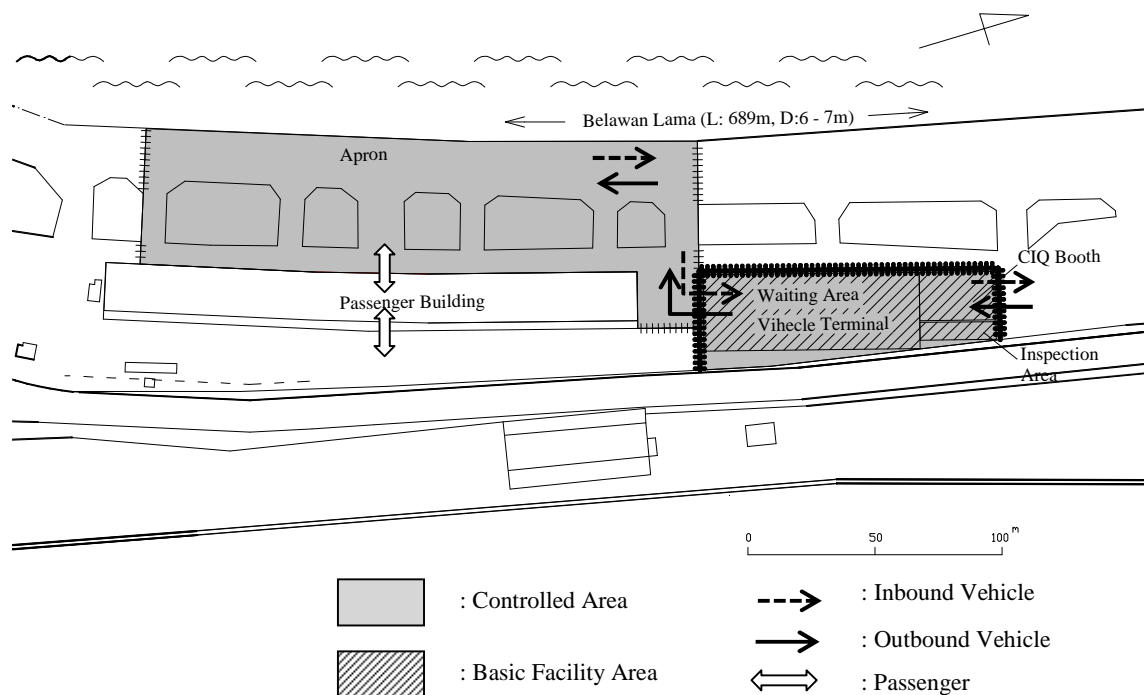 Belawan Lama (L: 689m, D:6 - 7m)
Apron
CIQ Booth
Passenger Building
Waiting Area
Vihecle Terminal
Inspection
Area
0
50
100 m
: Controlled Area
: Basic Facility Area
: Inbound Vehicle
: Outbound Vehicle
: Passenger